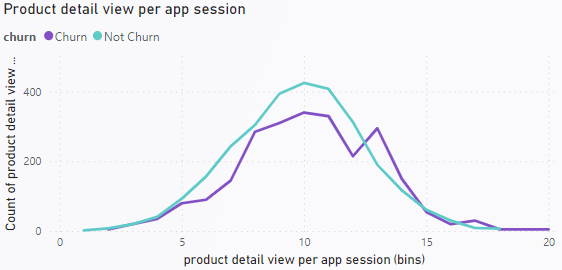 Product detail view per app session
churn Churn Not Churn
Count of product detail view ...
400
200
0
0 5 10 15 20
product detail view per app session (bins)